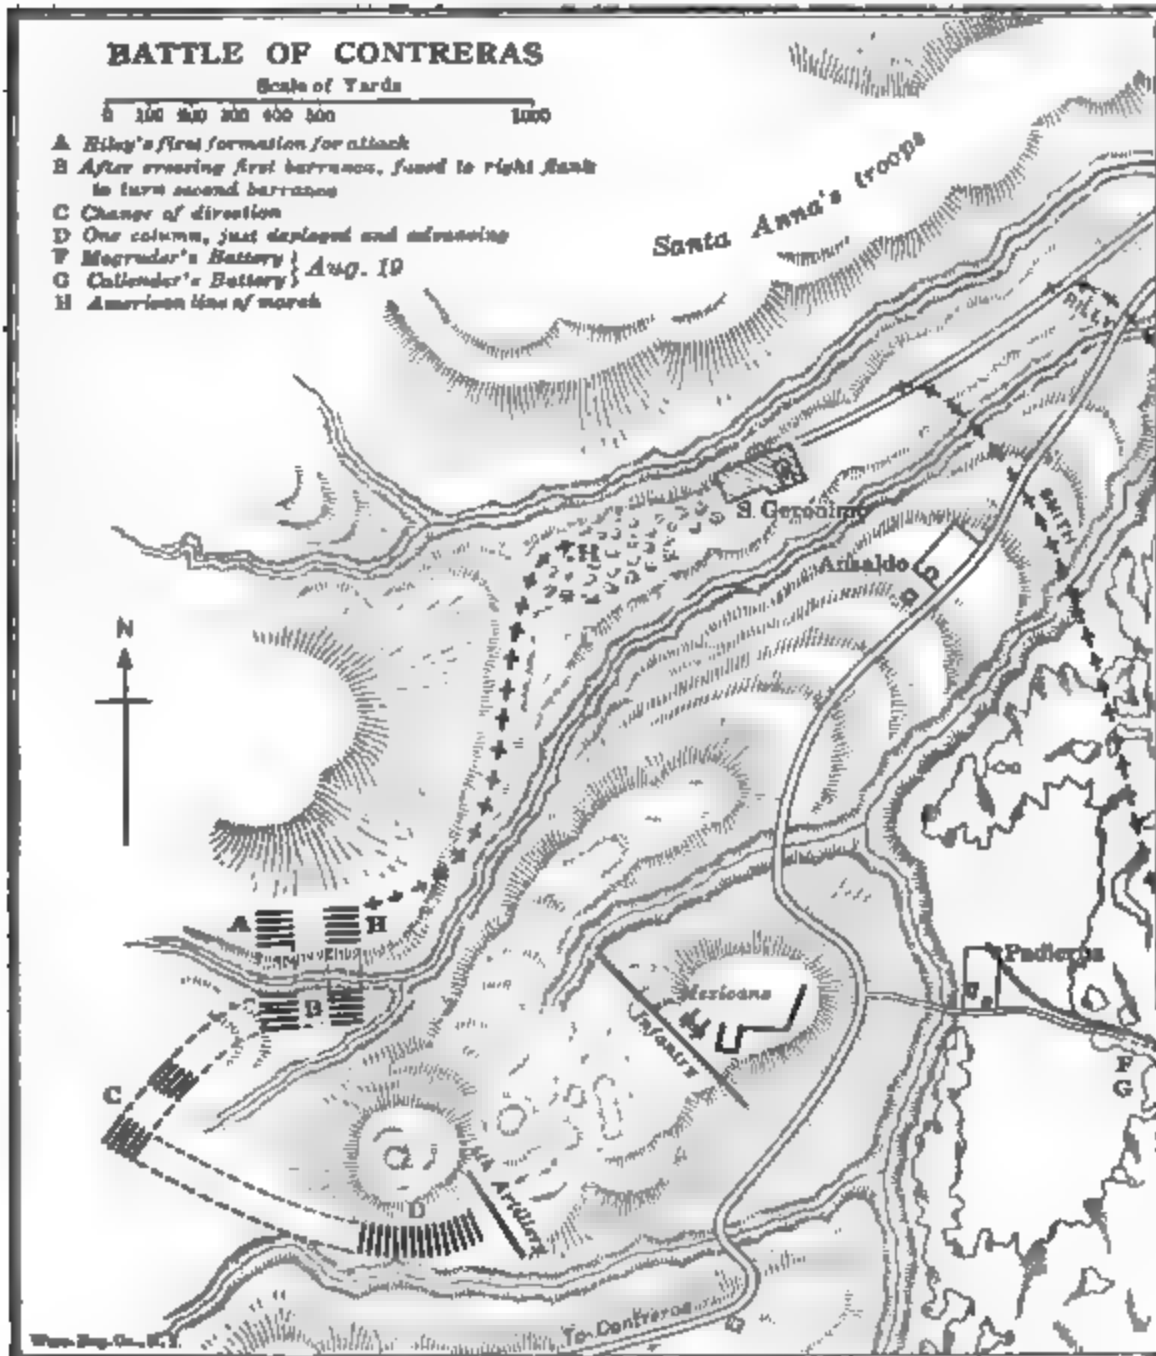 BATTLE OF CONTRERAS
Scale of Yards
0 100 200 300 400 500 1000
A Riley's first formation for attack
B After crossing first barranca, faced to right flank
to turn second barranca
C Change of direction
D One column, just deployed and advancing
F Magruder's Battery
G Callender's Battery
Aug. 19
H American line of march
Santa Anna's troops
RILEY
S. Geronimo
H
SMITH
Ansaldo
N
A
H
Padierna
B
Mexicans
Infantry
C
F
G
D
Artillery
To Contreras